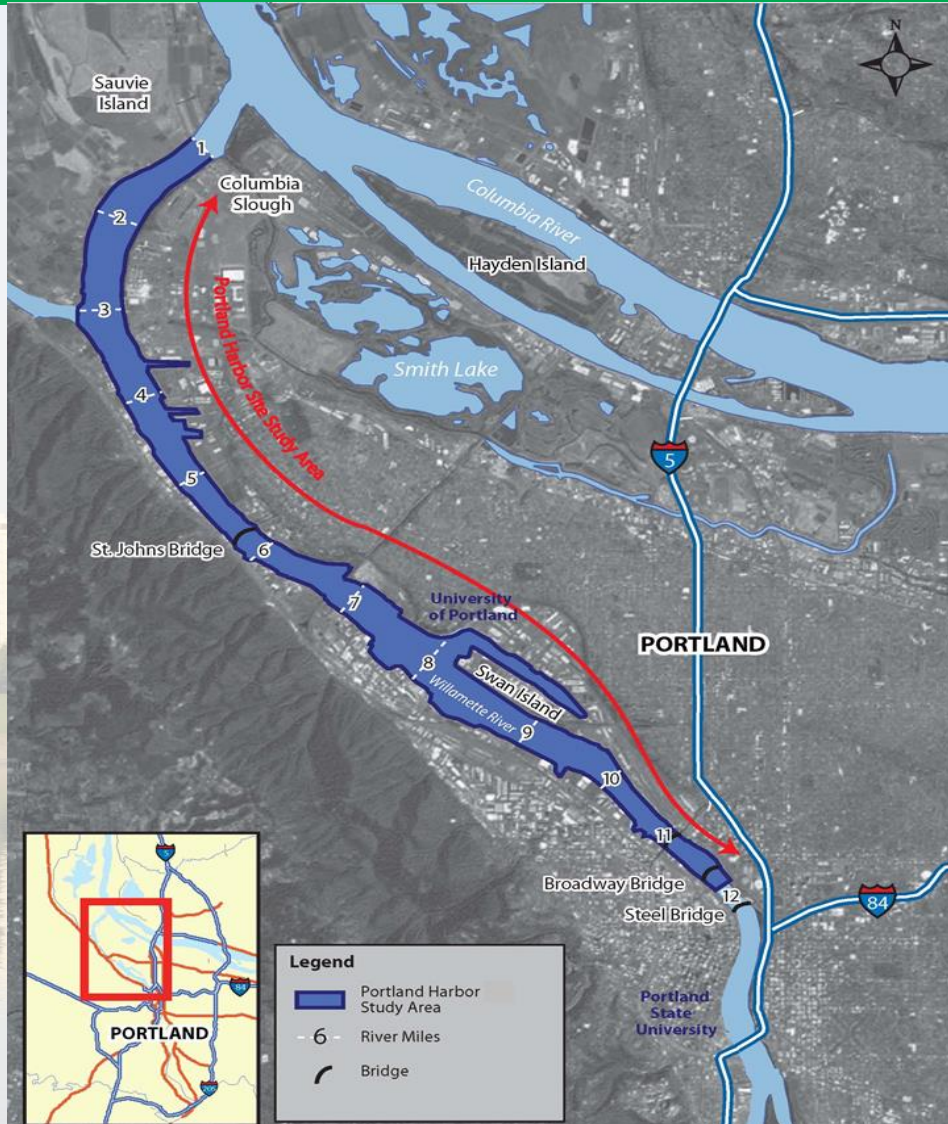 N
Sauvie
Island
1
Columbia
Slough
2
Columbia River
Hayden Island
3
Portland Harbor Site Study Area
Smith Lake
4
5
5
St. Johns Bridge
6
7
University
of Portland
PORTLAND
8
Swan Island
Willamette River
9
10
11
Broadway Bridge
12
Steel Bridge
84
Portland
State
University
5
84
PORTLAND
205
Legend
Portland Harbor
Study Area
6
River Miles
Bridge